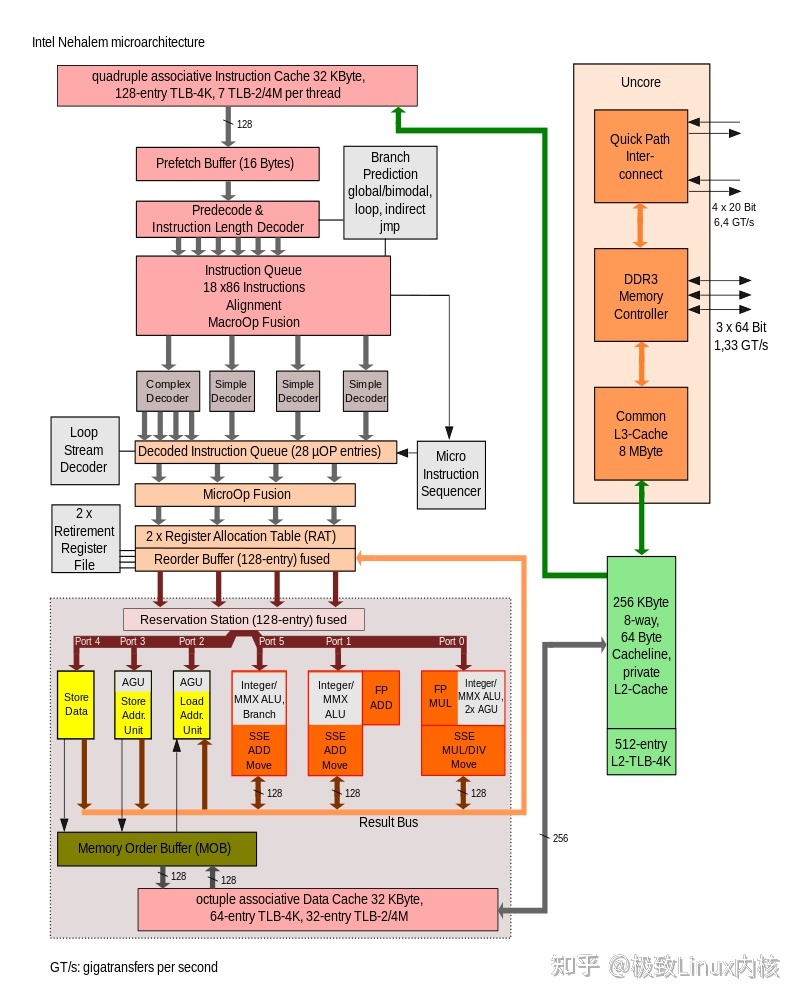 Intel Nehalem microarchitecture
quadruple associative Instruction Cache 32 KByte,
128-entry TLB-4K, 7 TLB-2/4M per thread
128
Prefetch Buffer (16 Bytes)
Branch
Prediction
global/bimodal,
loop, indirect
jmp
Predecode &
Instruction Length Decoder
Instruction Queue
18 x86 Instructions
Alignment
MacroOp Fusion
Complex
Decoder
Simple
Decoder
Simple
Decoder
Simple
Decoder
Loop
Stream
Decoder
Decoded Instruction Queue (28 µOP entries)
Micro
Instruction
Sequencer
MicroOp Fusion
2 x
Retirement
Register
File
2 x Register Allocation Table (RAT)
Reorder Buffer (128-entry) fused
Reservation Station (128-entry) fused
Port 4
Port 3
Port 2
Port 5
Port 1
Port 0
Store
Data
AGU
Store
Addr.
Unit
AGU
Load
Addr.
Unit
Integer/
MMX ALU,
Branch
SSE
ADD
Move
Integer/
MMX
ALU
FP
ADD
SSE
ADD
Move
FP
MUL
Integer/
MMX ALU,
2x AGU
SSE
MUL/DIV
Move
128
128
128
Result Bus
Memory Order Buffer (MOB)
128
128
octuple associative Data Cache 32 KByte,
64-entry TLB-4K, 32-entry TLB-2/4M
Uncore
Quick Path
Inter-
connect
4 x 20 Bit
6,4 GT/s
DDR3
Memory
Controller
3 x 64 Bit
1,33 GT/s
Common
L3-Cache
8 MByte
256 KByte
8-way,
64 Byte
Cacheline,
private
L2-Cache
512-entry
L2-TLB-4K
256
GT/s: gigatransfers per second
知乎 @极致Linux内核